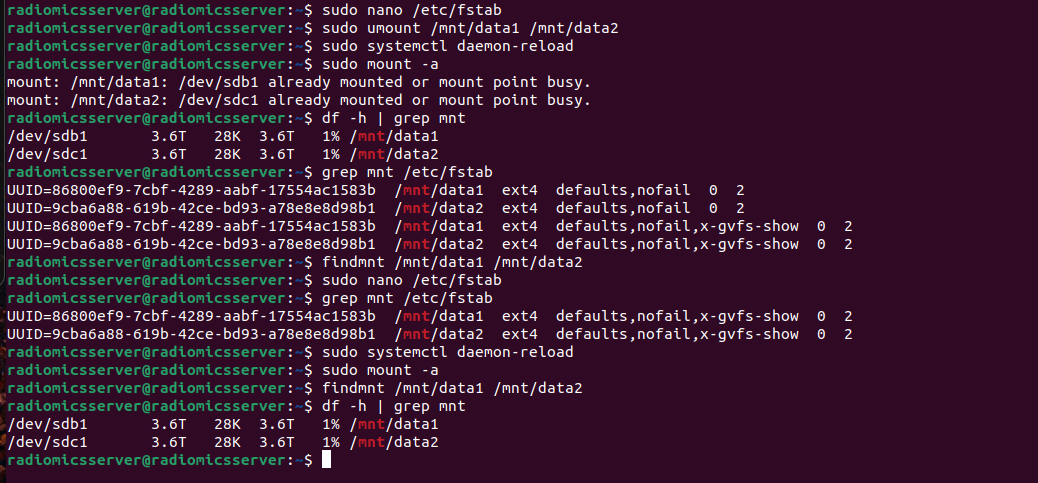 radiomicsserver@radiomicsserver:~$ sudo nano /etc/fstab
radiomicsserver@radiomicsserver:~$ sudo umount /mnt/data1 /mnt/data2
radiomicsserver@radiomicsserver:~$ sudo systemctl daemon-reload
radiomicsserver@radiomicsserver:~$ sudo mount -a
mount: /mnt/data1: /dev/sdb1 already mounted or mount point busy.
mount: /mnt/data2: /dev/sdc1 already mounted or mount point busy.
radiomicsserver@radiomicsserver:~$ df -h | grep mnt
/dev/sdb1       3.6T   28K  3.6T   1% /mnt/data1
/dev/sdc1       3.6T   28K  3.6T   1% /mnt/data2
radiomicsserver@radiomicsserver:~$ grep mnt /etc/fstab
UUID=86800ef9-7cbf-4289-aabf-17554ac1583b  /mnt/data1  ext4  defaults,nofail  0  2
UUID=9cba6a88-619b-42ce-bd93-a78e8e8d98b1  /mnt/data2  ext4  defaults,nofail  0  2
UUID=86800ef9-7cbf-4289-aabf-17554ac1583b  /mnt/data1  ext4  defaults,nofail,x-gvfs-show  0  2
UUID=9cba6a88-619b-42ce-bd93-a78e8e8d98b1  /mnt/data2  ext4  defaults,nofail,x-gvfs-show  0  2
radiomicsserver@radiomicsserver:~$ findmnt /mnt/data1 /mnt/data2
radiomicsserver@radiomicsserver:~$ sudo nano /etc/fstab
radiomicsserver@radiomicsserver:~$ grep mnt /etc/fstab
UUID=86800ef9-7cbf-4289-aabf-17554ac1583b  /mnt/data1  ext4  defaults,nofail,x-gvfs-show  0  2
UUID=9cba6a88-619b-42ce-bd93-a78e8e8d98b1  /mnt/data2  ext4  defaults,nofail,x-gvfs-show  0  2
radiomicsserver@radiomicsserver:~$ sudo systemctl daemon-reload
radiomicsserver@radiomicsserver:~$ sudo mount -a
radiomicsserver@radiomicsserver:~$ findmnt /mnt/data1 /mnt/data2
radiomicsserver@radiomicsserver:~$ df -h | grep mnt
/dev/sdb1       3.6T   28K  3.6T   1% /mnt/data1
/dev/sdc1       3.6T   28K  3.6T   1% /mnt/data2
radiomicsserver@radiomicsserver:~$